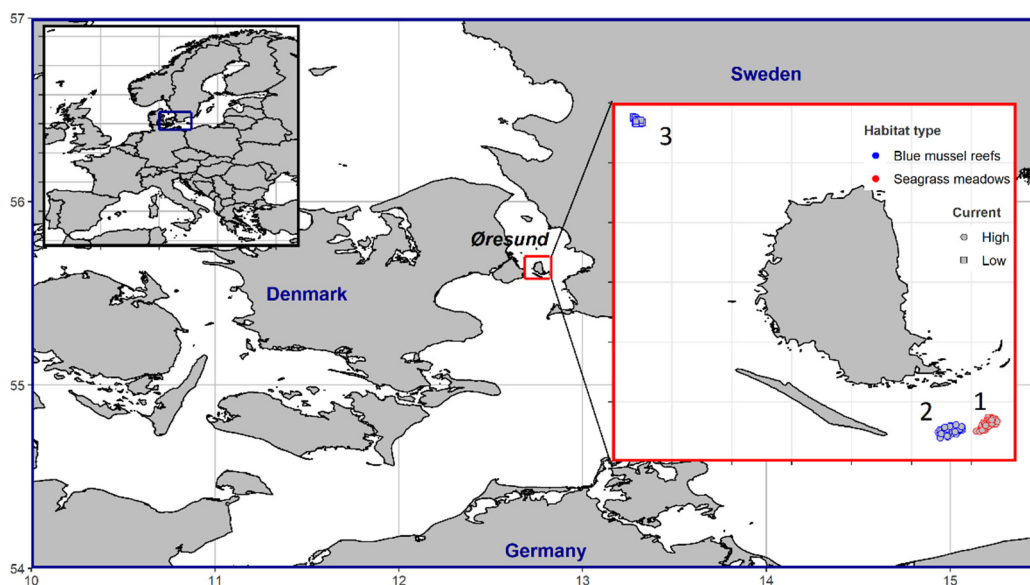 57
56
55
54
10
11
12
13
14
15
Sweden
Øresund
Denmark
Germany
3
2
1
Habitat type
Blue mussel reefs
Seagrass meadows
Current
High
Low